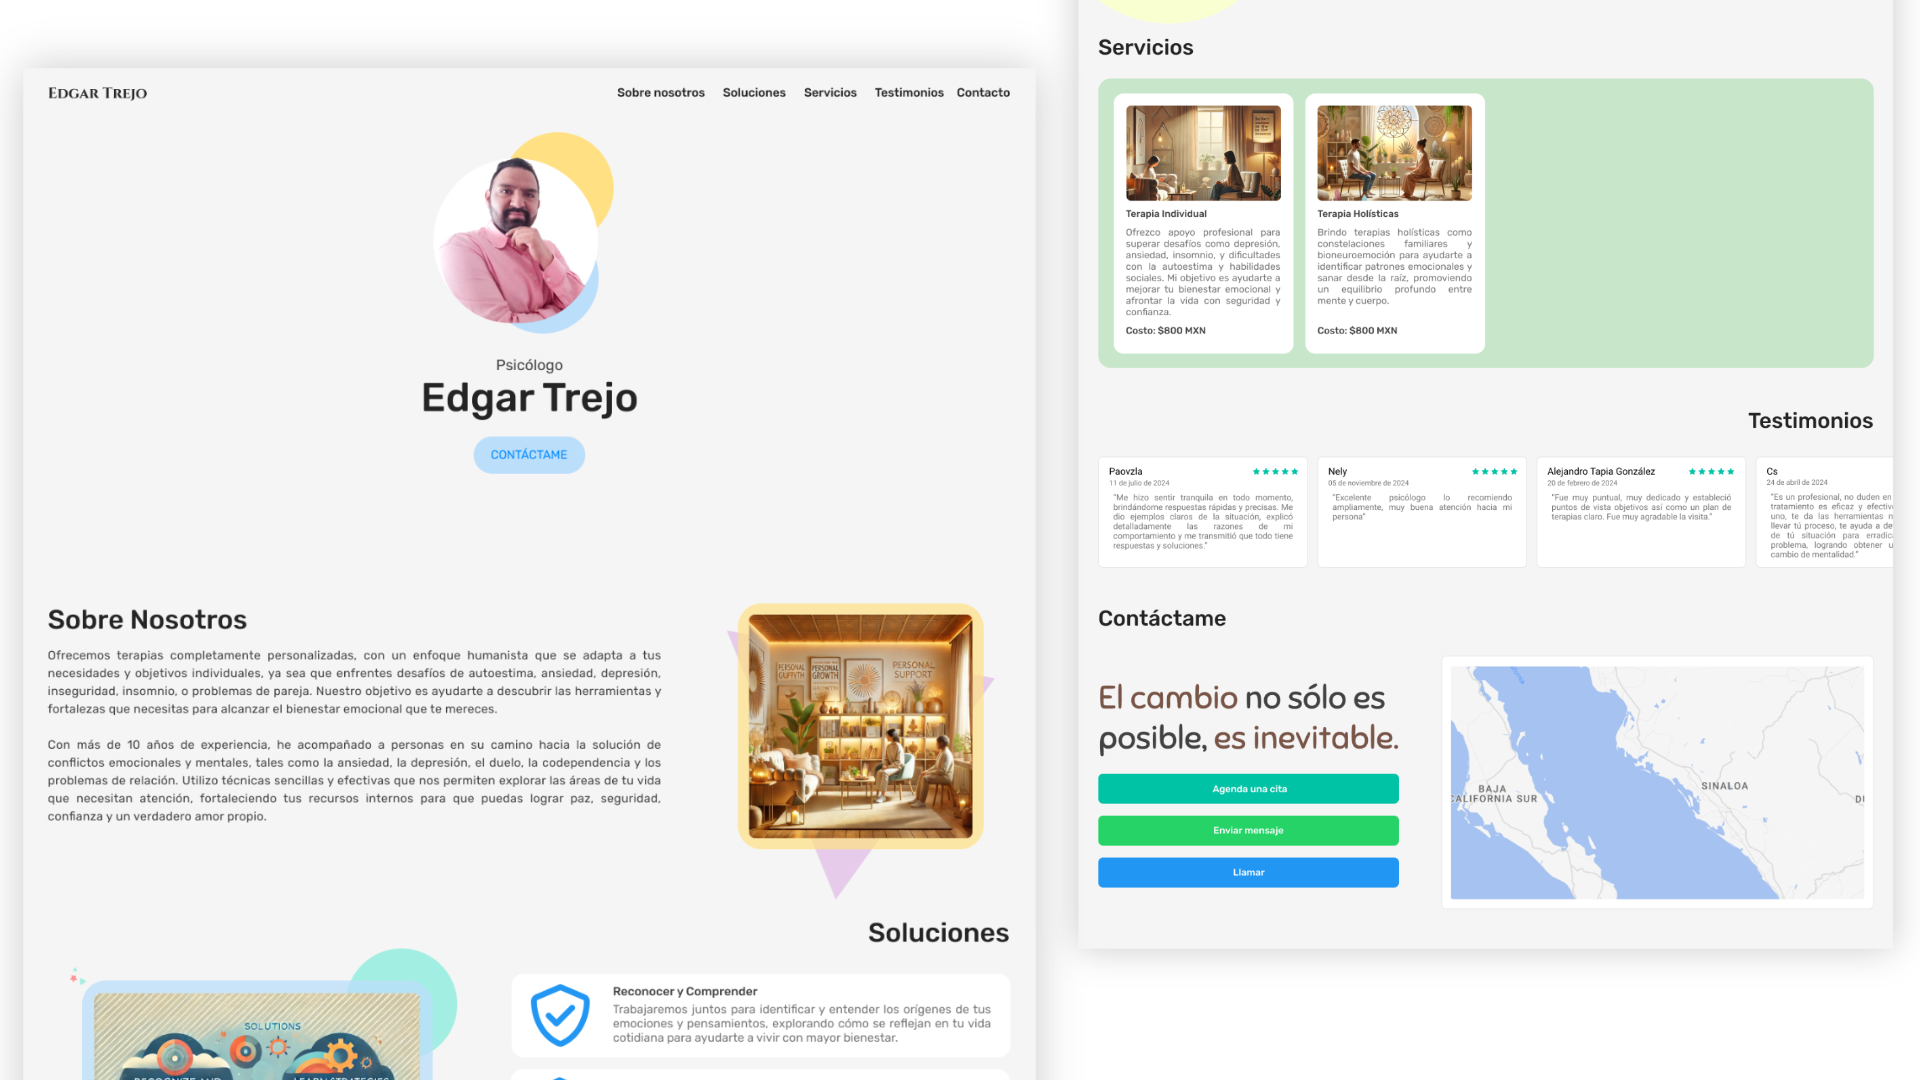 Edgar Trejo
Sobre nosotros Soluciones Servicios Testimonios Contacto
Psicólogo
Edgar Trejo
CONTÁCTAME
Sobre Nosotros
Ofrecemos terapias completamente personalizadas, con un enfoque humanista que se adapta a tus
necesidades y objetivos individuales, ya sea que enfrentes desafíos de autoestima, ansiedad, depresión,
inseguridad, insomnio, o problemas de pareja. Nuestro objetivo es ayudarte a descubrir las herramientas y
fortalezas que necesitas para alcanzar el bienestar emocional que te mereces.
Con más de 10 años de experiencia, he acompañado a personas en su camino hacia la solución de
conflictos emocionales y mentales, tales como la ansiedad, la depresión, el duelo, la codependencia y los
problemas de relación. Utilizo técnicas sencillas y efectivas que nos permiten explorar las áreas de tu vida
que necesitan atención, fortaleciendo tus recursos internos para que puedas lograr paz, seguridad,
confianza y un verdadero amor propio.
PERSONAL
PERSONAL
GROWTH
PERSONAL
SUPPORT
Soluciones
SOLUTIONS
RECOGNIZE AND
LEARN STRATEGIES
Reconocer y Comprender
Trabajaremos juntos para identificar y entender los orígenes de tus
emociones y pensamientos, explorando cómo se reflejan en tu vida
cotidiana para ayudarte a vivir con mayor bienestar.
Servicios
Terapia Individual
Ofrezco apoyo profesional para
superar desafíos como depresión,
ansiedad, insomnio, y dificultades
con la autoestima y habilidades
sociales. Mi objetivo es ayudarte a
mejorar tu bienestar emocional y
afrontar la vida con seguridad y
confianza.
Costo: $800 MXN
Terapia Holísticas
Brindo terapias holísticas como
constelaciones familiares y
bioneuroemoción para ayudarte a
identificar patrones emocionales y
sanar desde la raíz, promoviendo
un equilibrio profundo entre
mente y cuerpo.
Costo: $800 MXN
Testimonios
Paovzla
11 de julio de 2024
"Me hizo sentir tranquila en todo momento,
brindándome respuestas rápidas y precisas. Me
dio ejemplos claros de la situación, explicó
detalladamente las razones de mi
comportamiento y me transmitió que todo tiene
respuestas y soluciones."
Nely
05 de noviembre de 2024
"Excelente psicólogo lo recomiendo
ampliamente, muy buena atención hacia mi
persona"
Alejandro Tapia González
20 de febrero de 2024
"Fue muy puntual, muy dedicado y estableció
puntos de vista objetivos así como un plan de
terapias claro. Fue muy agradable la visita."
Cs
24 de abril de 2024
"Es un profesional, no duden en
tratamiento es eficaz y efectiv
uno, te da las herramientas n
llevar tú proceso, te ayuda a de
de tú situación para erradic
problema, logrando obtener u
cambio de mentalidad."
Contáctame
El cambio no sólo es
posible, es inevitable.
Agenda una cita
Enviar mensaje
Llamar
BAJA
CALIFORNIA SUR
SINALOA